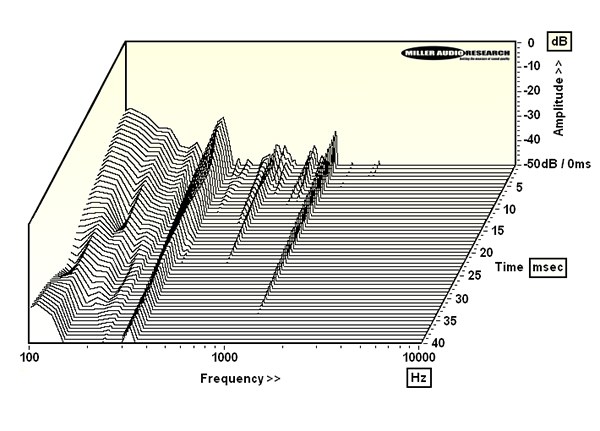 0 dB
MILLER AUDIO RESEARCH
-10
-20
-30
-40
Amplitude >>
-50dB / 0ms
5
10
15
20
Time msec
25
30
35
40
100 1000 10000
Frequency >> Hz